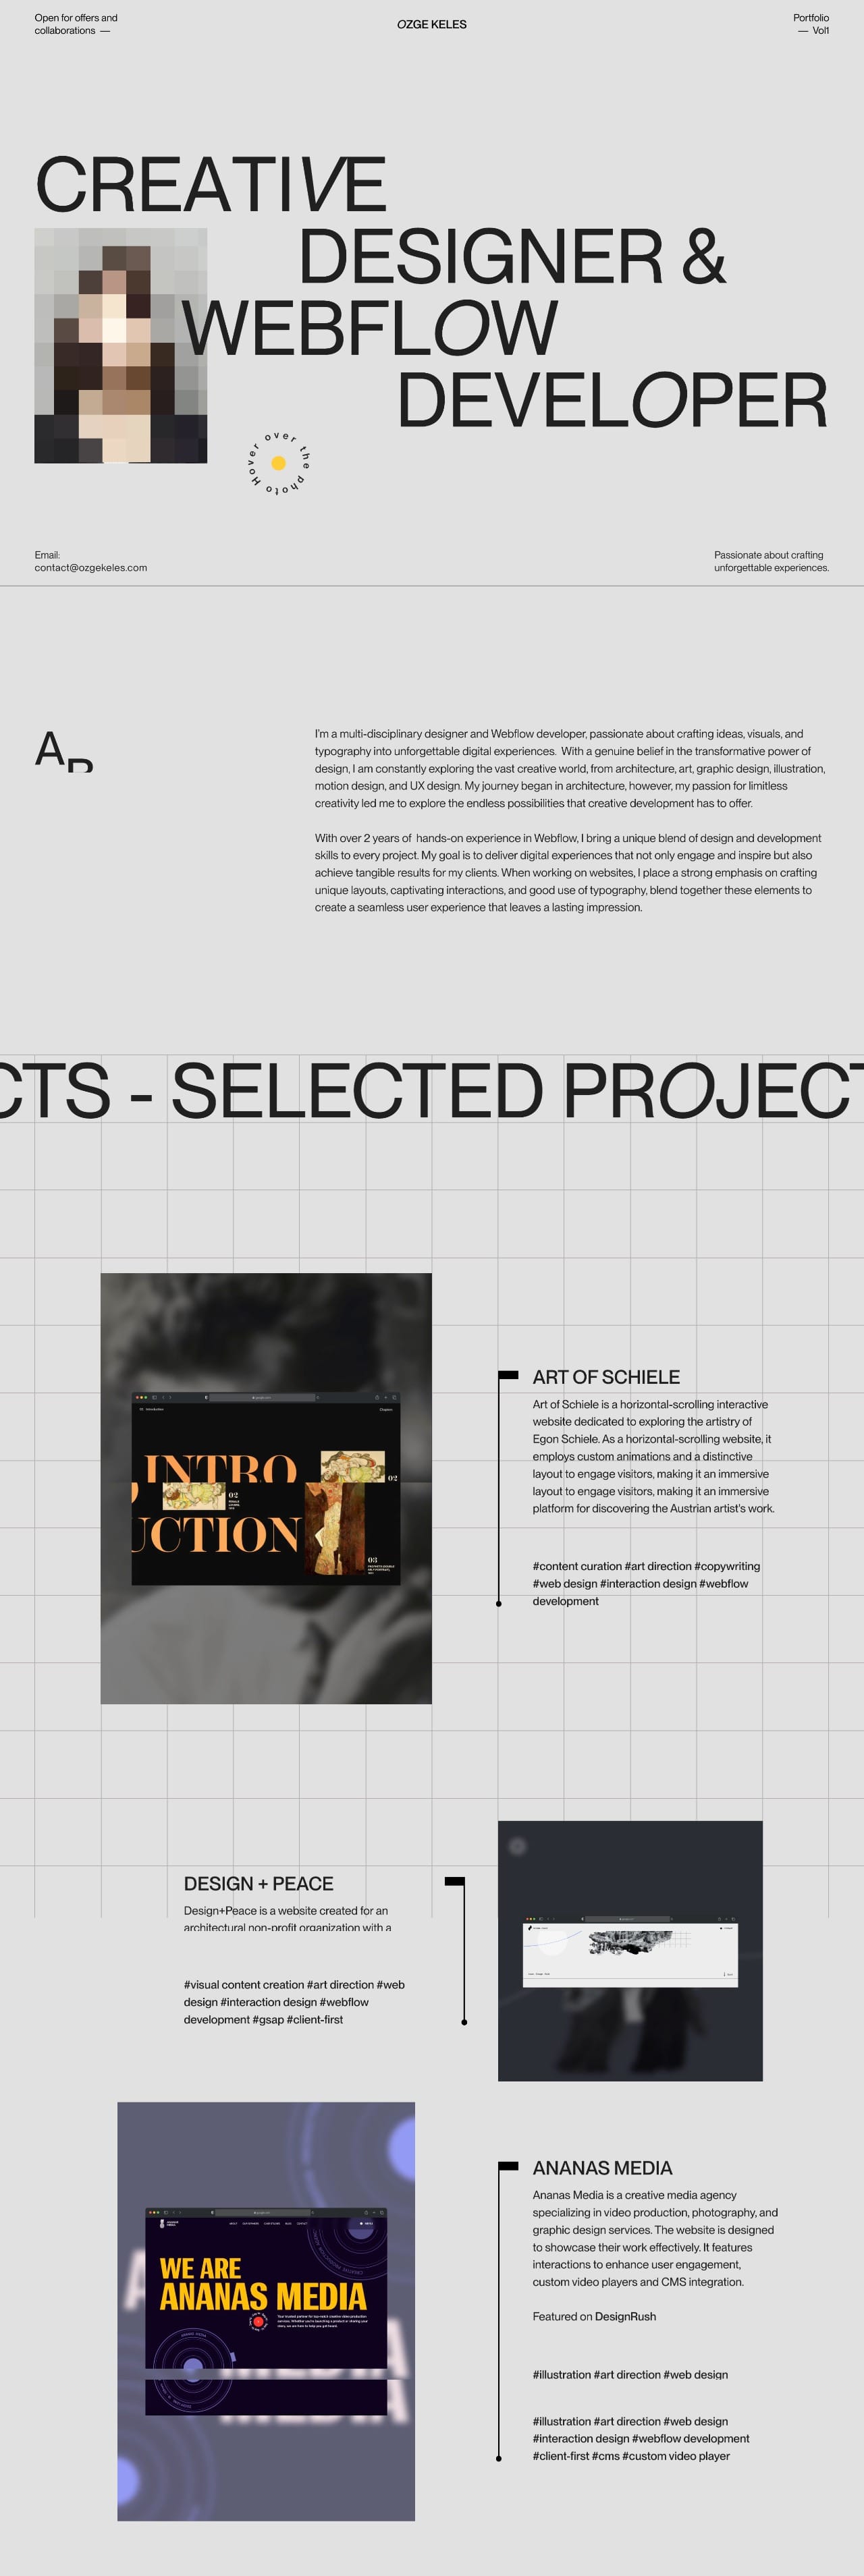 Open for offers and
collaborations —
OZGE KELES
Portfolio
— Vol1
CREATIVE
DESIGNER &
WEBFLOW
DEVELOPER
Hover over the photo
Email:
contact@ozgekeles.com
Passionate about crafting
unforgettable experiences.
A
I'm a multi-disciplinary designer and Webflow developer, passionate about crafting ideas, visuals, and
typography into unforgettable digital experiences. With a genuine belief in the transformative power of
design, I am constantly exploring the vast creative world, from architecture, art, graphic design, illustration,
motion design, and UX design. My journey began in architecture, however, my passion for limitless
creativity led me to explore the endless possibilities that creative development has to offer.
With over 2 years of hands-on experience in Webflow, I bring a unique blend of design and development
skills to every project. My goal is to deliver digital experiences that not only engage and inspire but also
achieve tangible results for my clients. When working on websites, I place a strong emphasis on crafting
unique layouts, captivating interactions, and good use of typography, blend together these elements to
create a seamless user experience that leaves a lasting impression.
CTS - SELECTED PROJECT
INTRO
02
02
UCTION
03
ART OF SCHIELE
Art of Schiele is a horizontal-scrolling interactive
website dedicated to exploring the artistry of
Egon Schiele. As a horizontal-scrolling website, it
employs custom animations and a distinctive
layout to engage visitors, making it an immersive
layout to engage visitors, making it an immersive
platform for discovering the Austrian artist's work.
#content curation #art direction #copywriting
#web design #interaction design #webflow
development
DESIGN + PEACE
Design+Peace is a website created for an
architectural non-profit organization with a
#visual content creation #art direction #web
design #interaction design #webflow
development #gsap #client-first
WE ARE
ANANAS MEDIA
ANANAS MEDIA
Ananas Media is a creative media agency
specializing in video production, photography, and
graphic design services. The website is designed
to showcase their work effectively. It features
interactions to enhance user engagement,
custom video players and CMS integration.
Featured on DesignRush
#illustration #art direction #web design
#illustration #art direction #web design
#interaction design #webflow development
#client-first #cms #custom video player